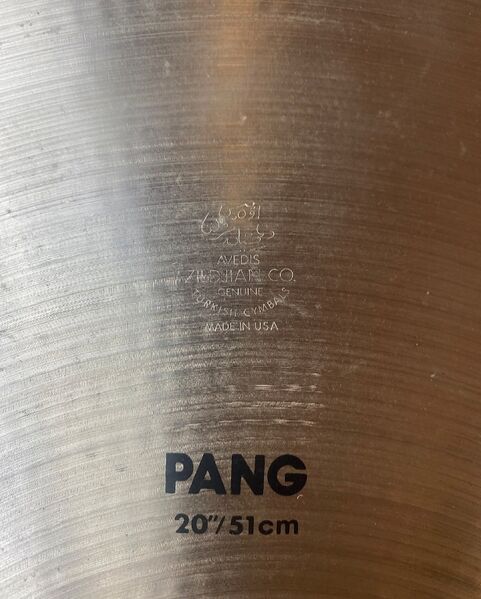 AVEDIS
ZILDJIAN CO.
GENUINE
TURKISH CYMBALS
MADE IN USA
PANG
20"/51cm